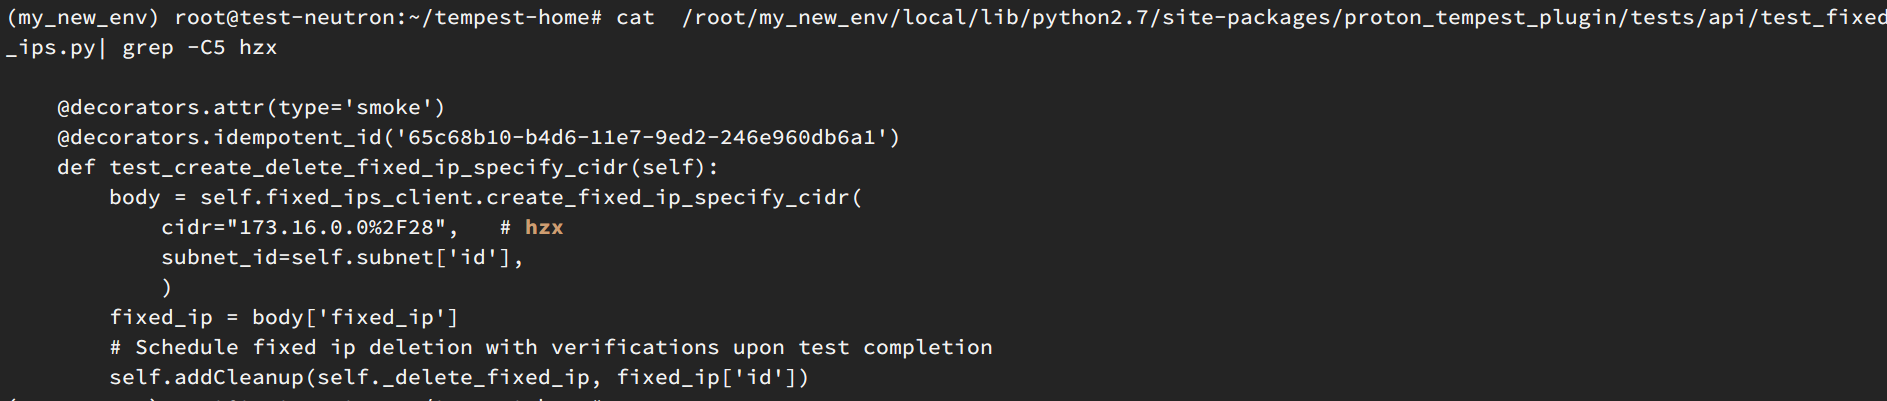 (my_new_env) root@test-neutron:~/tempest-home# cat  /root/my_new_env/local/lib/python2.7/site-packages/proton_tempest_plugin/tests/api/test_fixed
_ips.py| grep -C5 hzx
@decorators.attr(type='smoke')
@decorators.idempotent_id('65c68b10-b4d6-11e7-9ed2-246e960db6a1')
def test_create_delete_fixed_ip_specify_cidr(self):
body = self.fixed_ips_client.create_fixed_ip_specify_cidr(
cidr="173.16.0.0%2F28",   # hzx
subnet_id=self.subnet['id'],
)
fixed_ip = body['fixed_ip']
# Schedule fixed ip deletion with verifications upon test completion
self.addCleanup(self._delete_fixed_ip, fixed_ip['id'])